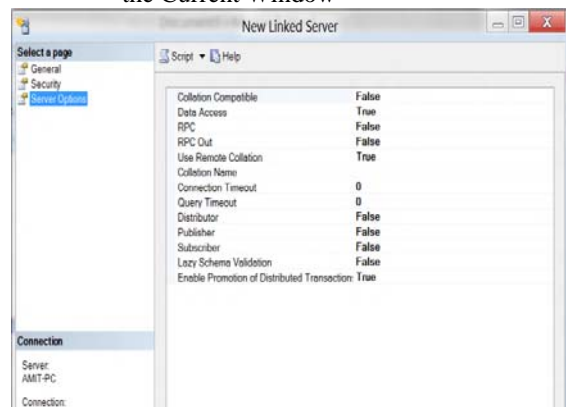 the Current Window
New Linked Server
Select a page
General
Security
Server Options
Script Help
Collation Compatible False
Data Access True
RPC False
RPC Out False
Use Remote Collation True
Collation Name
Connection Timeout 0
Query Timeout 0
Distributor False
Publisher False
Subscriber False
Lazy Schema Validation False
Enable Promotion of Distributed Transaction: True
Connection
Server:
AMIT-PC
Connection: